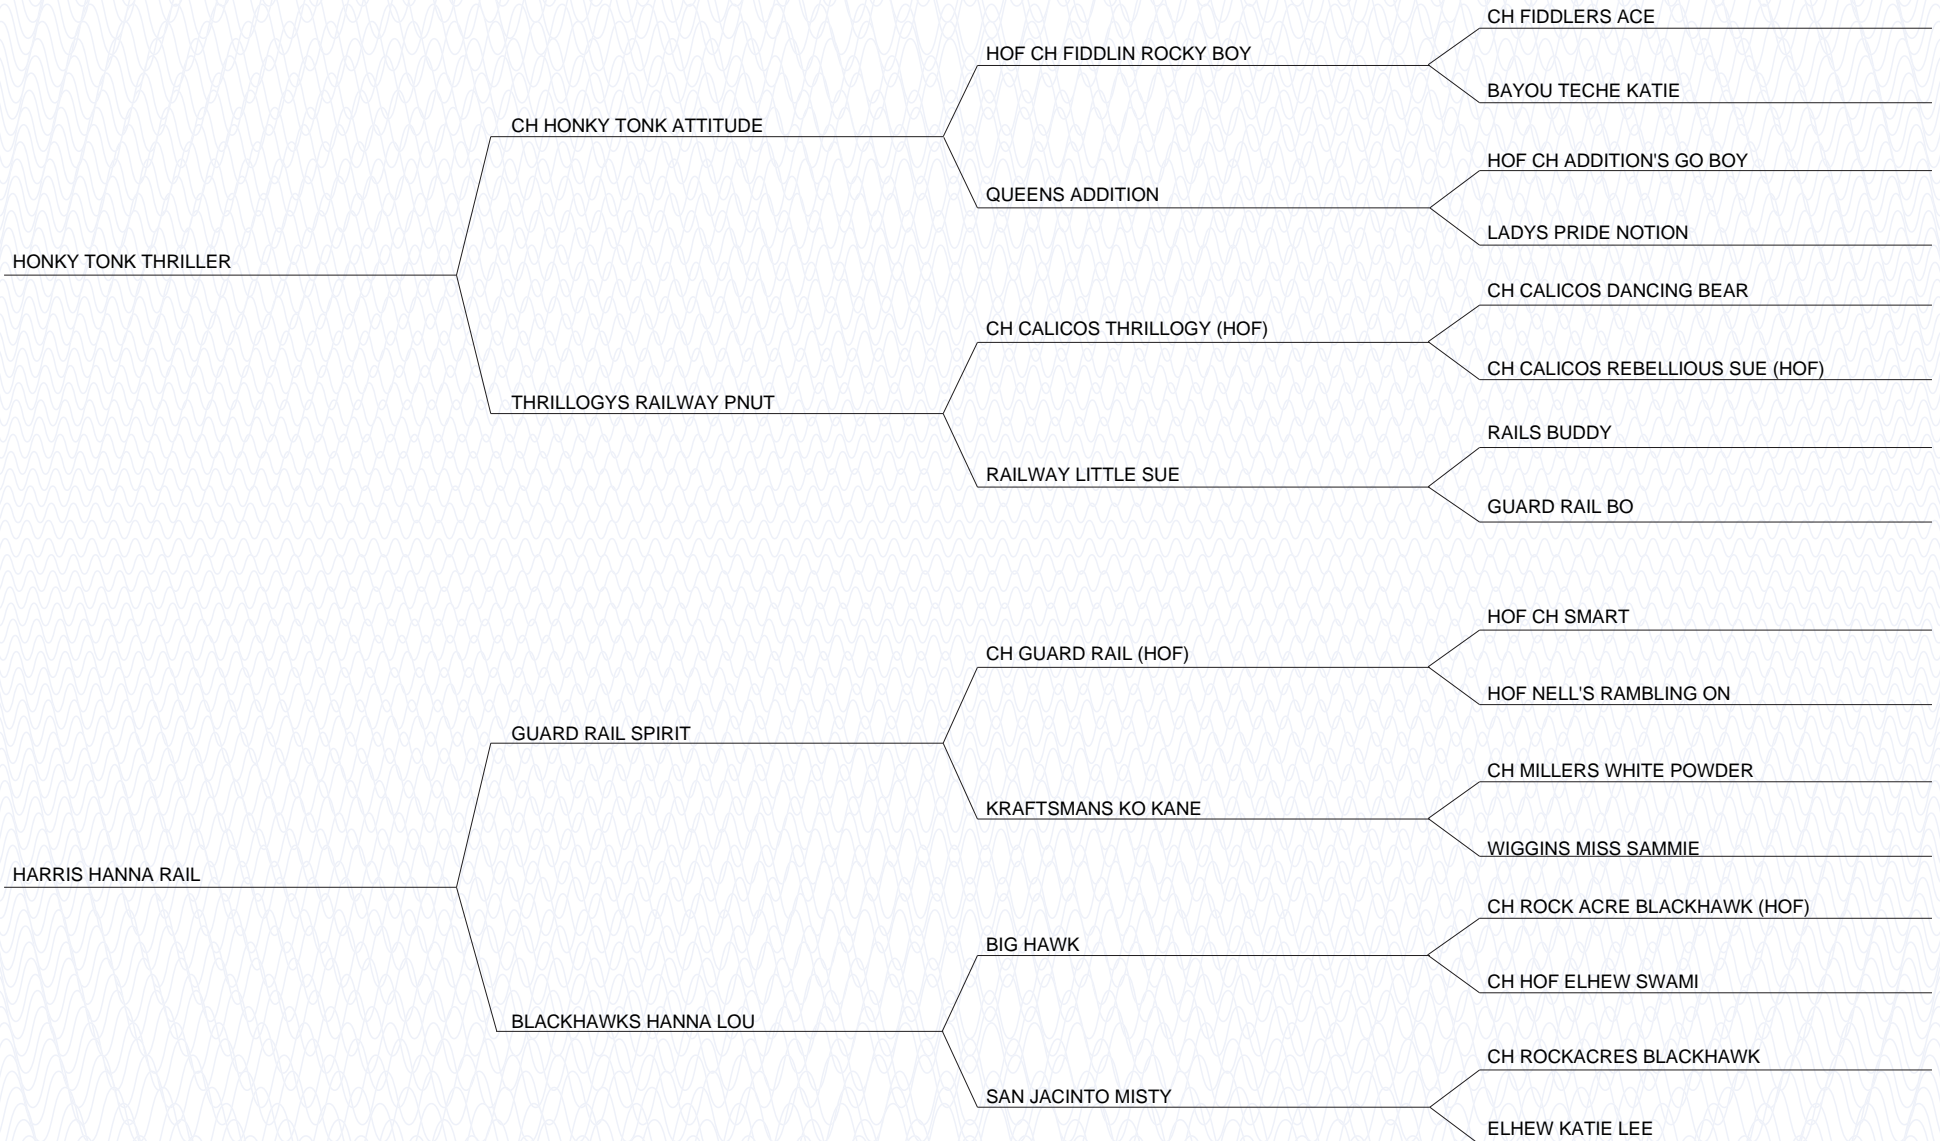 CH FIDDLERS ACE
HOF CH FIDDLIN ROCKY BOY
BAYOU TECHE KATIE
CH HONKY TONK ATTITUDE
HOF CH ADDITION'S GO BOY
QUEENS ADDITION
LADYS PRIDE NOTION
HONKY TONK THRILLER
CH CALICOS DANCING BEAR
CH CALICOS THRILLOGY (HOF)
CH CALICOS REBELLIOUS SUE (HOF)
THRILLOGYS RAILWAY PNUT
RAILS BUDDY
RAILWAY LITTLE SUE
GUARD RAIL BO
HOF CH SMART
CH GUARD RAIL (HOF)
HOF NELL'S RAMBLING ON
GUARD RAIL SPIRIT
CH MILLERS WHITE POWDER
KRAFTSMANS KO KANE
WIGGINS MISS SAMMIE
HARRIS HANNA RAIL
CH ROCK ACRE BLACKHAWK (HOF)
BIG HAWK
CH HOF ELHEW SWAMI
BLACKHAWKS HANNA LOU
CH ROCKACRES BLACKHAWK
SAN JACINTO MISTY
ELHEW KATIE LEE